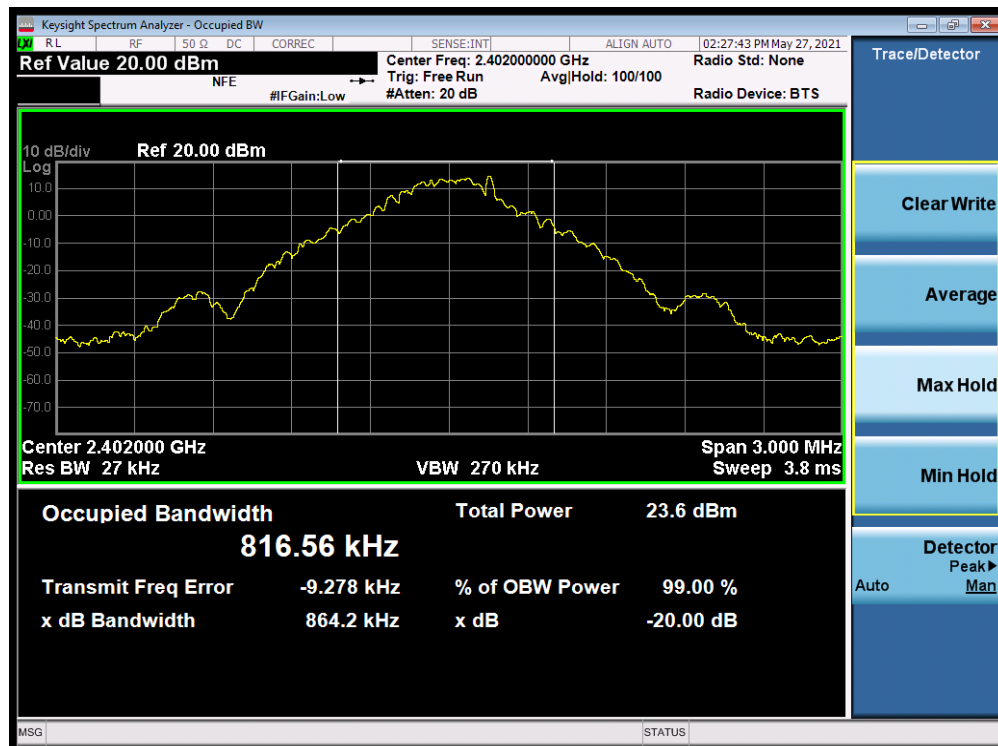 Keysight Spectrum Analyzer - Occupied BW
LXI RL RF 50 Ω DC CORREC SENSE:INT ALIGN AUTO 02:27:43 PM May 27, 2021
Ref Value 20.00 dBm Center Freq: 2.402000000 GHz Radio Std: None
NFE Trig: Free Run Avg|Hold: 100/100
#IFGain:Low #Atten: 20 dB Radio Device: BTS
Trace/Detector
10 dB/div Ref 20.00 dBm
Log
10.0
0.00
-10.0
-20.0
-30.0
-40.0
-50.0
-60.0
-70.0
Center 2.402000 GHz Span 3.000 MHz
Res BW 27 kHz VBW 270 kHz Sweep 3.8 ms
Occupied Bandwidth Total Power 23.6 dBm
816.56 kHz
Transmit Freq Error -9.278 kHz % of OBW Power 99.00 %
x dB Bandwidth 864.2 kHz x dB -20.00 dB
Clear Write
Average
Max Hold
Min Hold
Detector
Peak▶
Auto Man
MSG STATUS